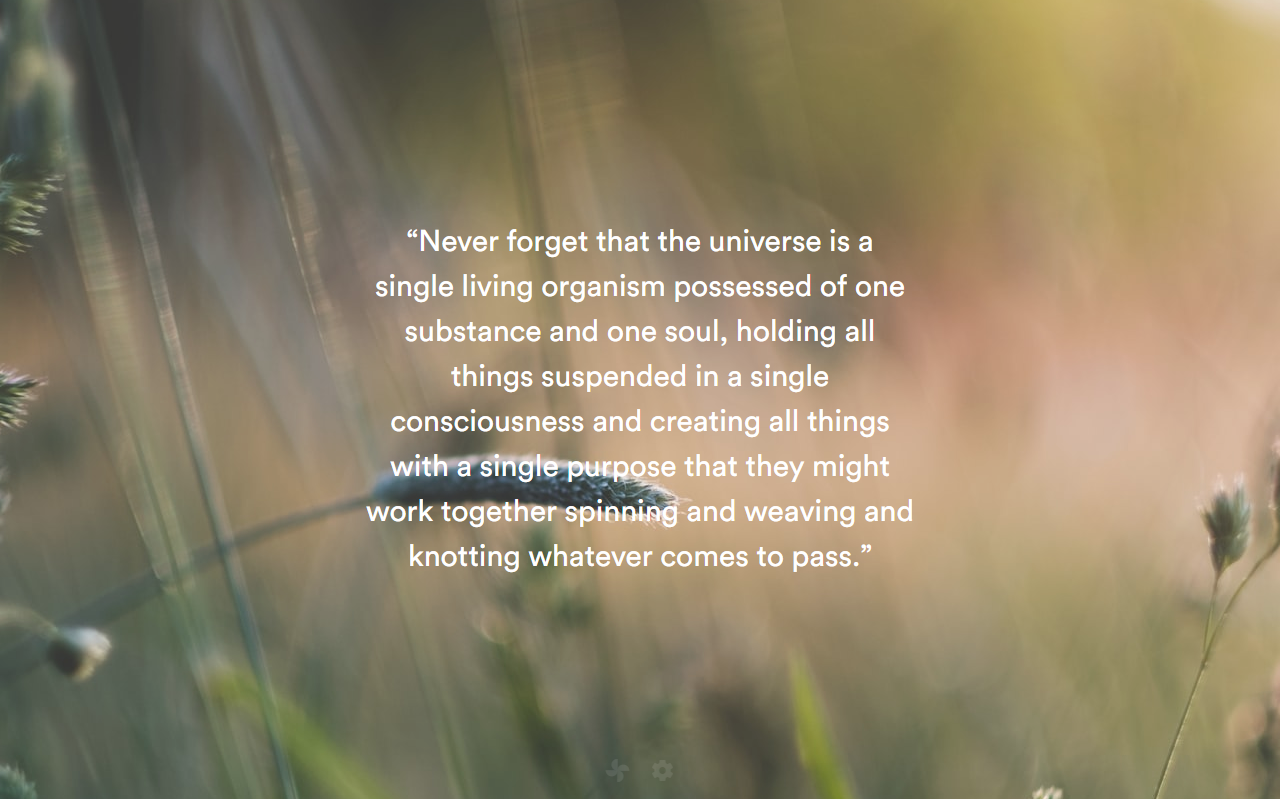 “Never forget that the universe is a
single living organism possessed of one
substance and one soul, holding all
things suspended in a single
consciousness and creating all things
with a single purpose that they might
work together spinning and weaving and
knotting whatever comes to pass.”